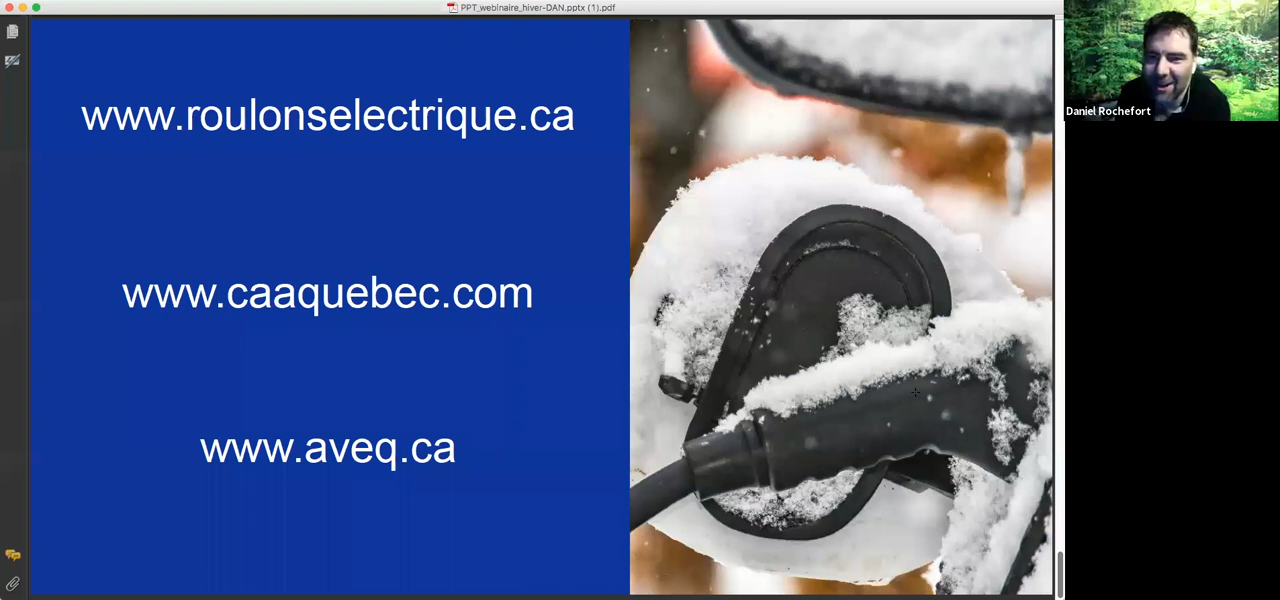 PPT_webinaire_hiver-DAN.pptx (1).pdf
www.roulonselectrique.ca
www.caaquebec.com
www.aveq.ca
Daniel Rochefort